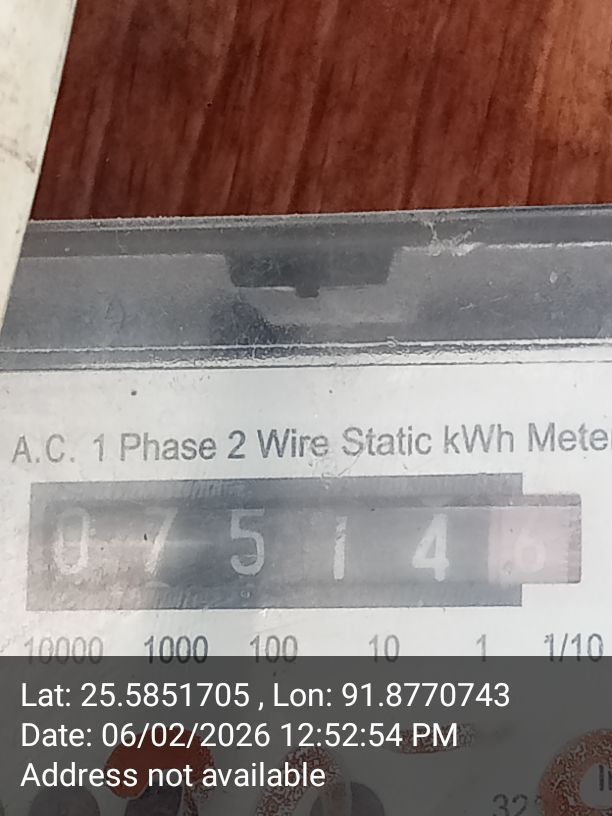 A.C. 1 Phase 2 Wire Static kWh Mete
0 7 5 1 4 6
10000 1000 100 10 1 1/10
Lat: 25.5851705 , Lon: 91.8770743
Date: 06/02/2026 12:52:54 PM
Address not available